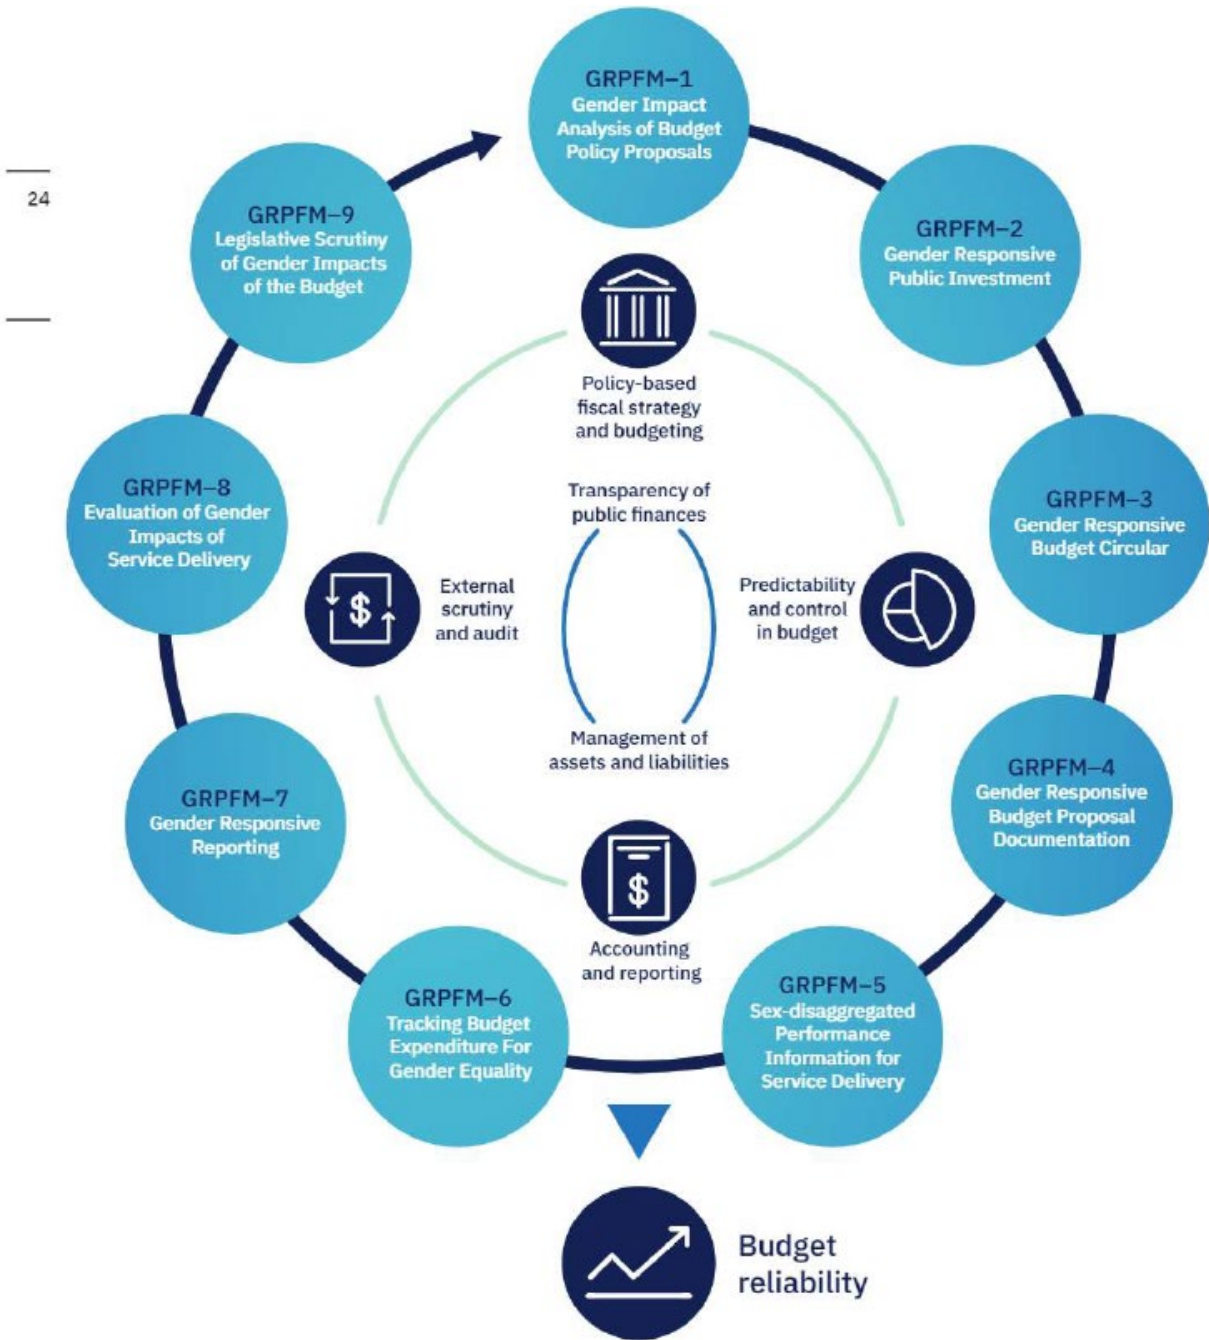 24
GRPFM–1
Gender Impact
Analysis of Budget
Policy Proposals
GRPFM–2
Gender Responsive
Public Investment
GRPFM–3
Gender Responsive
Budget Circular
GRPFM–4
Gender Responsive
Budget Proposal
Documentation
GRPFM–5
Sex-disaggregated
Performance
Information for
Service Delivery
GRPFM–6
Tracking Budget
Expenditure For
Gender Equality
GRPFM–7
Gender Responsive
Reporting
GRPFM–8
Evaluation of Gender
Impacts of
Service Delivery
GRPFM–9
Legislative Scrutiny
of Gender Impacts
of the Budget
Policy-based
fiscal strategy
and budgeting
Transparency of
public finances
External
scrutiny
and audit
$
Predictability
and control
in budget
Management of
assets and liabilities
$
Accounting
and reporting
Budget
reliability